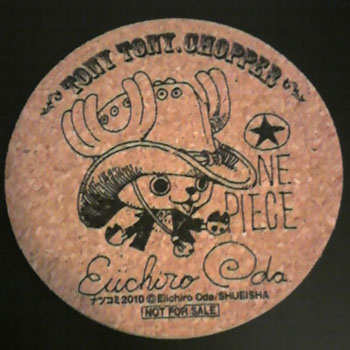 TONY TONY.CHOPPER
ONE
PIECE
Eiichiro Oda
ナツコミ2010 ©Eiichiro Oda/SHUEISHA
NOT FOR SALE